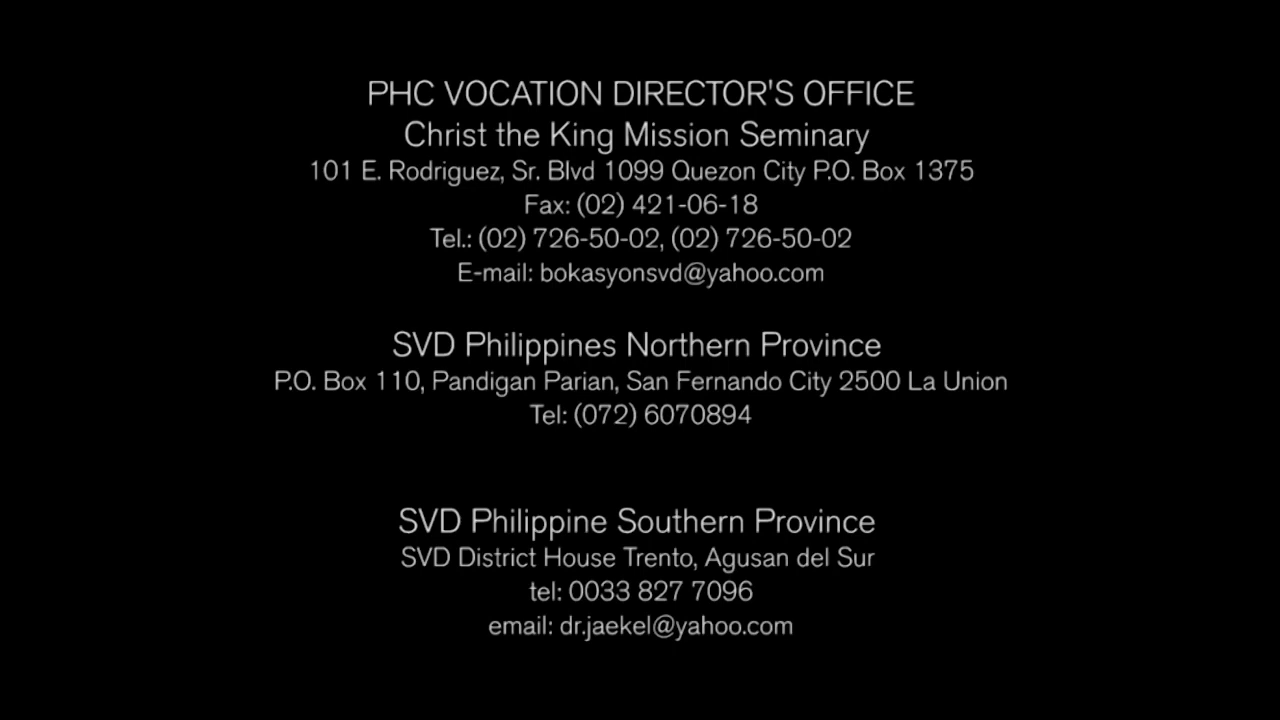 PHC VOCATION DIRECTOR'S OFFICE
Christ the King Mission Seminary
101 E. Rodriguez, Sr. Blvd 1099 Quezon City P.O. Box 1375
Fax: (02) 421-06-18
Tel.: (02) 726-50-02, (02) 726-50-02
E-mail: bokasyonsvd@yahoo.com
SVD Philippines Northern Province
P.O. Box 110, Pandigan Parian, San Fernando City 2500 La Union
Tel: (072) 6070894
SVD Philippine Southern Province
SVD District House Trento, Agusan del Sur
tel: 0033 827 7096
email: dr.jaekel@yahoo.com